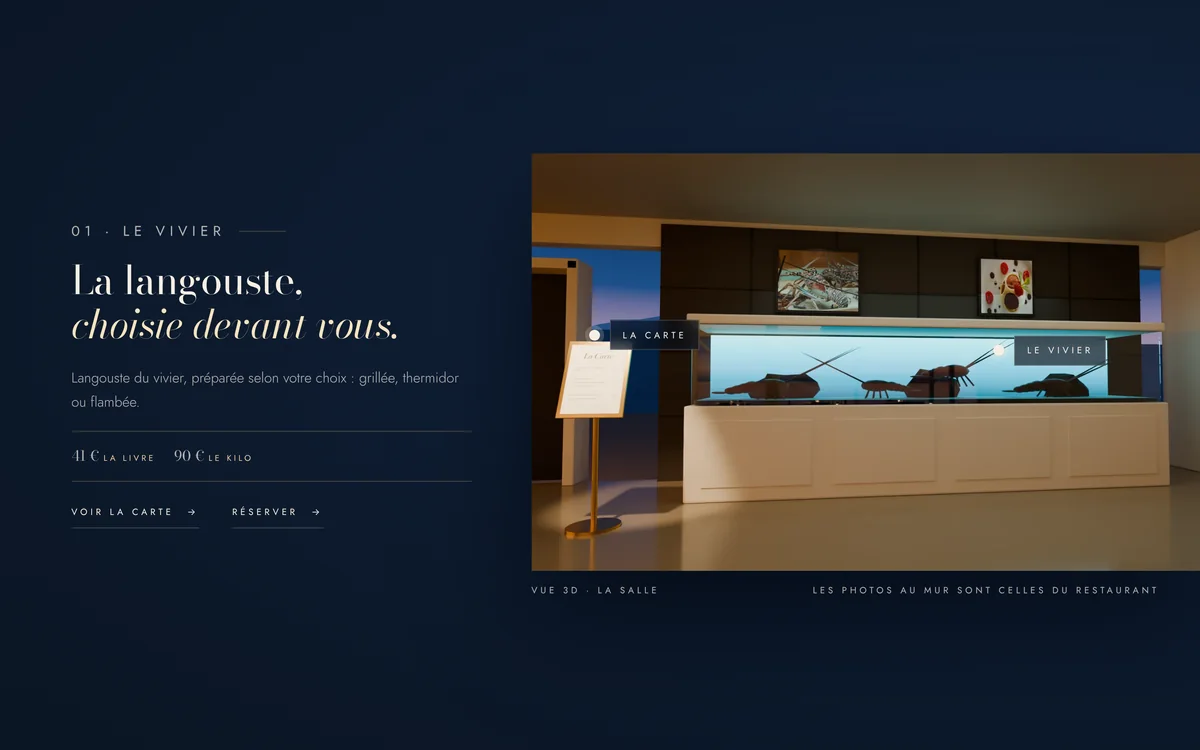 01 · LE VIVIER
La langouste,
choisie devant vous.
Langouste du vivier, préparée selon votre choix : grillée, thermidor
ou flambée.
41 € LA LIVRE 90 € LE KILO
VOIR LA CARTE → RÉSERVER →
LA CARTE
LE VIVIER
La Carte
VUE 3D · LA SALLE
LES PHOTOS AU MUR SONT CELLES DU RESTAURANT